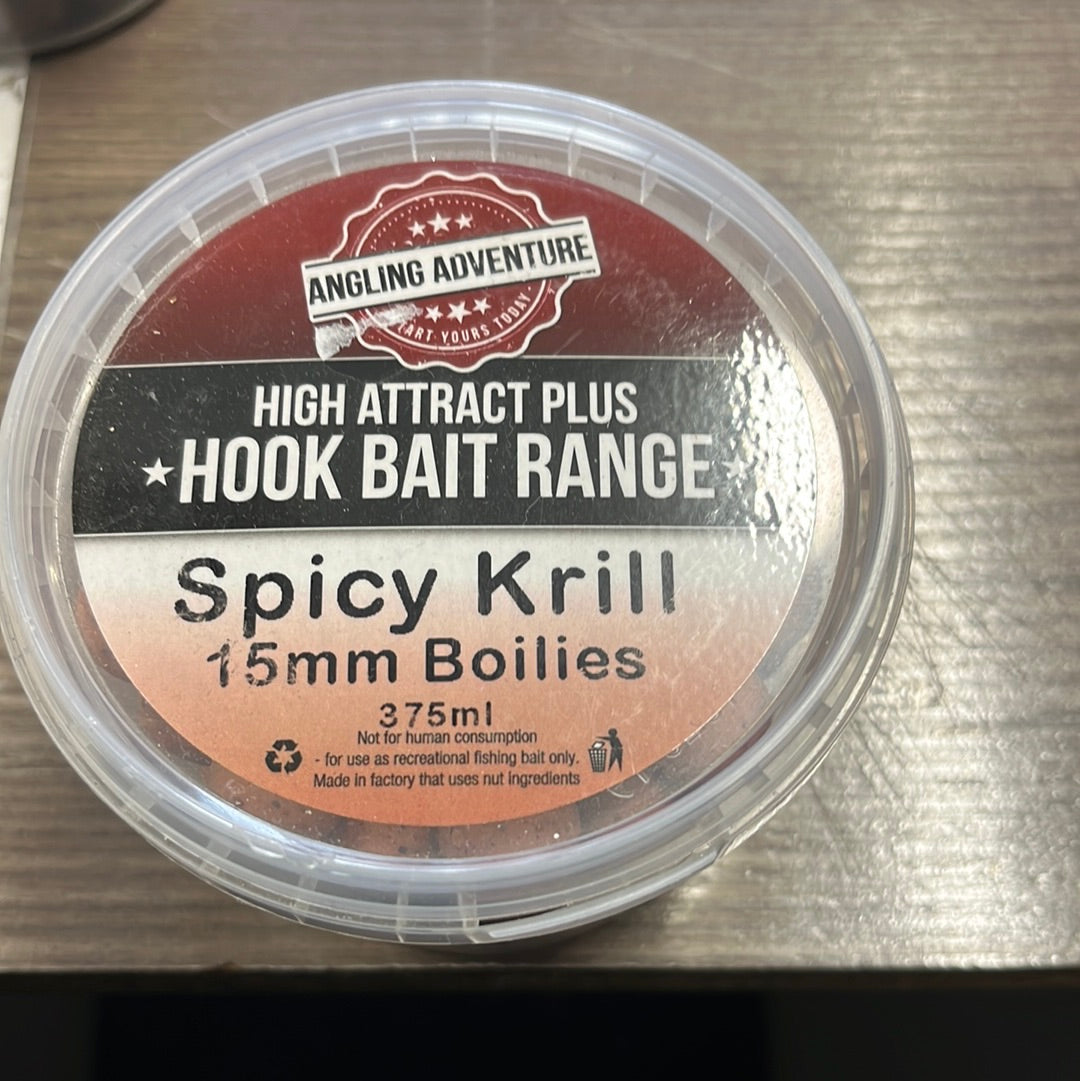 ANGLING ADVENTURE
YOURS TODAY
HIGH ATTRACT PLUS
HOOK BAIT RANGE
Spicy Krill
15mm Boilies
375ml
Not for human consumption
- for use as recreational fishing bait only.
Made in factory that uses nut ingredients